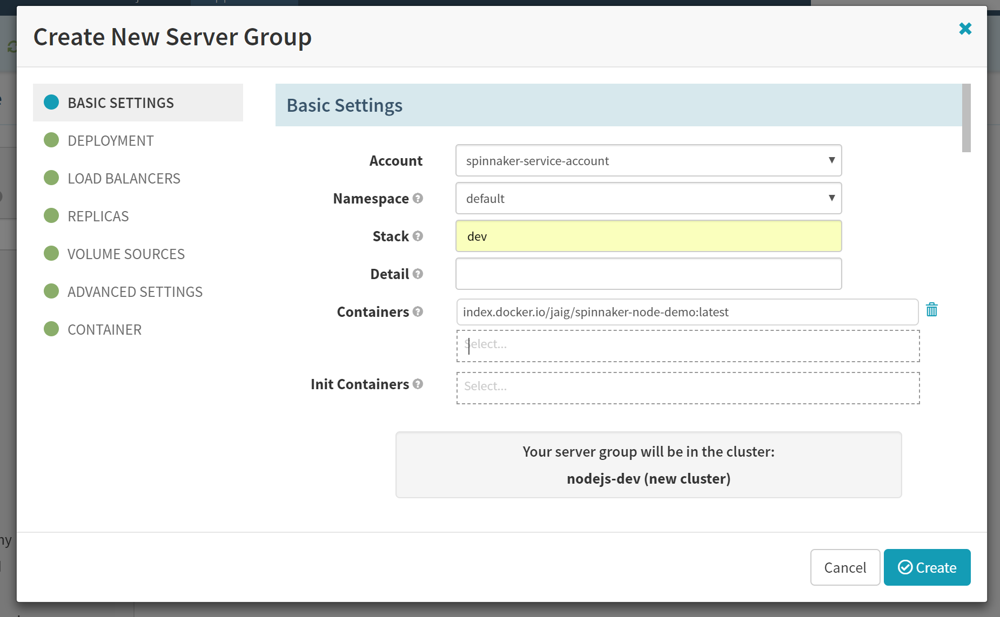 Create New Server Group
BASIC SETTINGS
DEPLOYMENT
LOAD BALANCERS
REPLICAS
VOLUME SOURCES
ADVANCED SETTINGS
CONTAINER
Basic Settings
Account
spinnaker-service-account
Namespace
default
Stack
dev
Detail
Containers
index.docker.io/jaig/spinnaker-node-demo:latest
Select...
Init Containers
Select...
Your server group will be in the cluster:
nodejs-dev (new cluster)
Cancel
Create